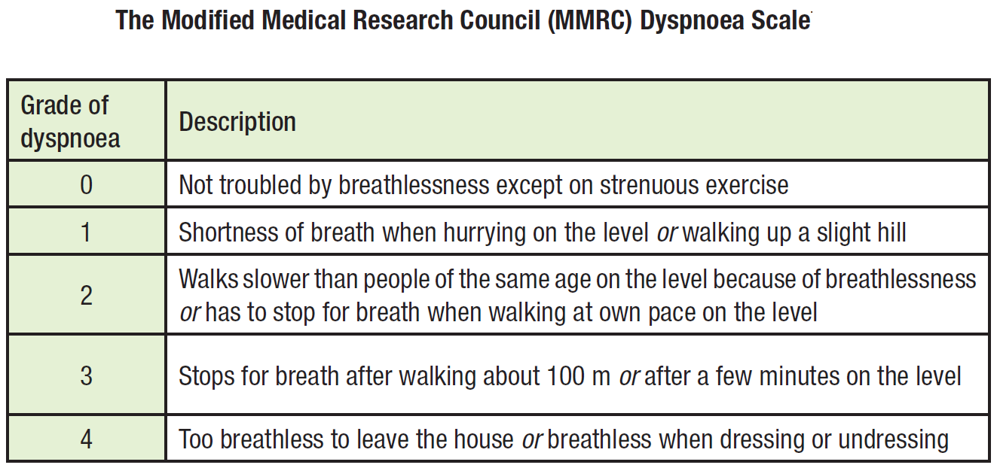 The Modified Medical Research Council (MMRC) Dyspnoea Scale
Grade of
dyspnoea
Description
0
Not troubled by breathlessness except on strenuous exercise
1
Shortness of breath when hurrying on the level or walking up a slight hill
2
Walks slower than people of the same age on the level because of breathlessness
or has to stop for breath when walking at own pace on the level
3
Stops for breath after walking about 100 m or after a few minutes on the level
4
Too breathless to leave the house or breathless when dressing or undressing